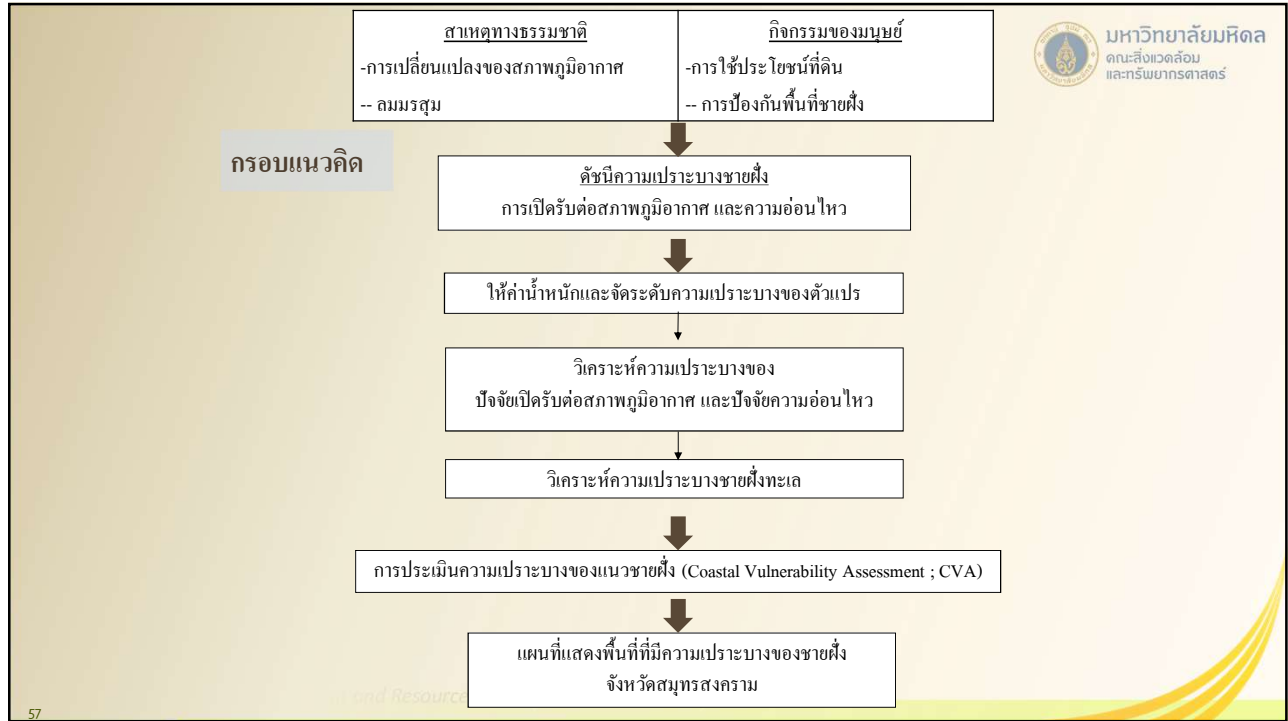 สาเหตุทางธรรมชาติ
-การเปลี่ยนแปลงของสภาพภูมิอากาศ
-- ลมมรสุม
กิจกรรมของมนุษย์
-การใช้ประโยชน์ที่ดิน
-- การป้องกันพื้นที่ชายฝั่ง
มหาวิทยาลัยมหิดล
คณะสิ่งแวดล้อม
และทรัพยากรศาสตร์
กรอบแนวคิด
ดัชนีความเปราะบางชายฝั่ง
การเปิดรับต่อสภาพภูมิอากาศ และความอ่อนไหว
ให้ค่าน้ำหนักและจัดระดับความเปราะบางของตัวแปร
วิเคราะห์ความเปราะบางของ
ปัจจัยเปิดรับต่อสภาพภูมิอากาศ และปัจจัยความอ่อนไหว
วิเคราะห์ความเปราะบางชายฝั่งทะเล
การประเมินความเปราะบางของแนวชายฝั่ง (Coastal Vulnerability Assessment ; CVA)
แผนที่แสดงพื้นที่ที่มีความเปราะบางของชายฝั่ง
จังหวัดสมุทรสงคราม
and Resource
57